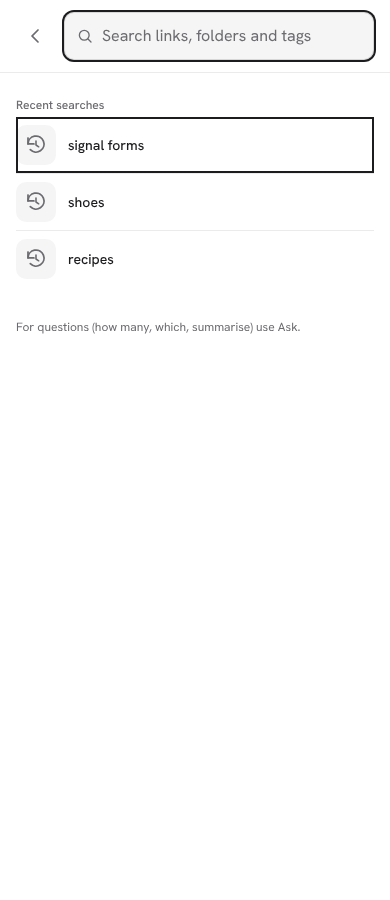 Search links, folders and tags
Recent searches
signal forms
shoes
recipes
For questions (how many, which, summarise) use Ask.